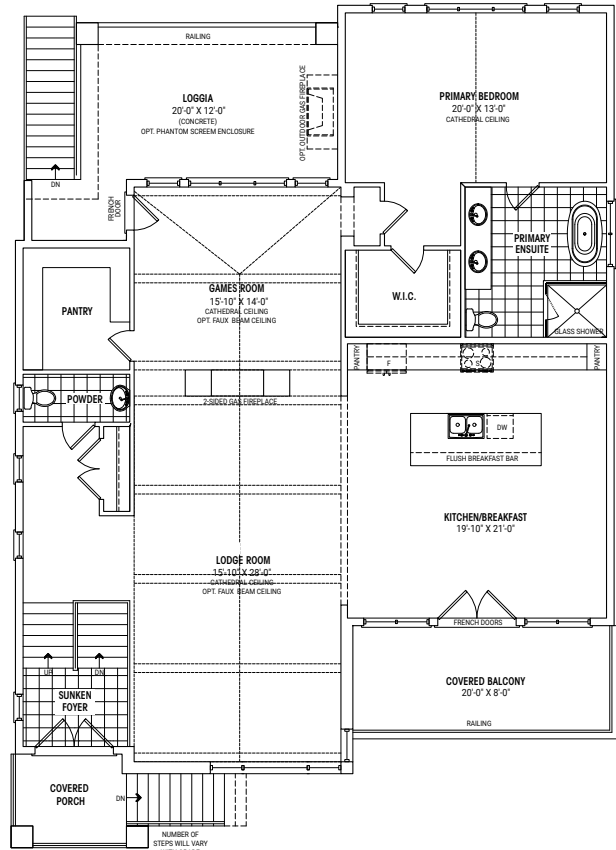 RAILING
LOGGIA
20'-0" X 12'-0"
(CONCRETE)
OPT. PHANTOM SCREEM ENCLOSURE
OPT. OUTDOOR GAS FIREPLACE
PRIMARY BEDROOM
20'-0" X 13'-0"
CATHEDRAL CEILING
DN
FRENCH
DOOR
PRIMARY
ENSUITE
GAMES ROOM
15'-10" X 14'-0"
CATHEDRAL CEILING
OPT. FAUX BEAM CEILING
W.I.C.
PANTRY
GLASS SHOWER
PANTRY
F
S
PANTRY
POWDER
2-SIDED GAS FIREPLACE
DW
FLUSH BREAKFAST BAR
KITCHEN/BREAKFAST
19'-10" X 21'-0"
LODGE ROOM
15'-10" X 28'-0"
CATHEDRAL CEILING
OPT. FAUX BEAM CEILING
FRENCH DOORS
UP
DN
SUNKEN
FOYER
COVERED BALCONY
20'-0" X 8'-0"
RAILING
COVERED
PORCH
DN
NUMBER OF
STEPS WILL VARY